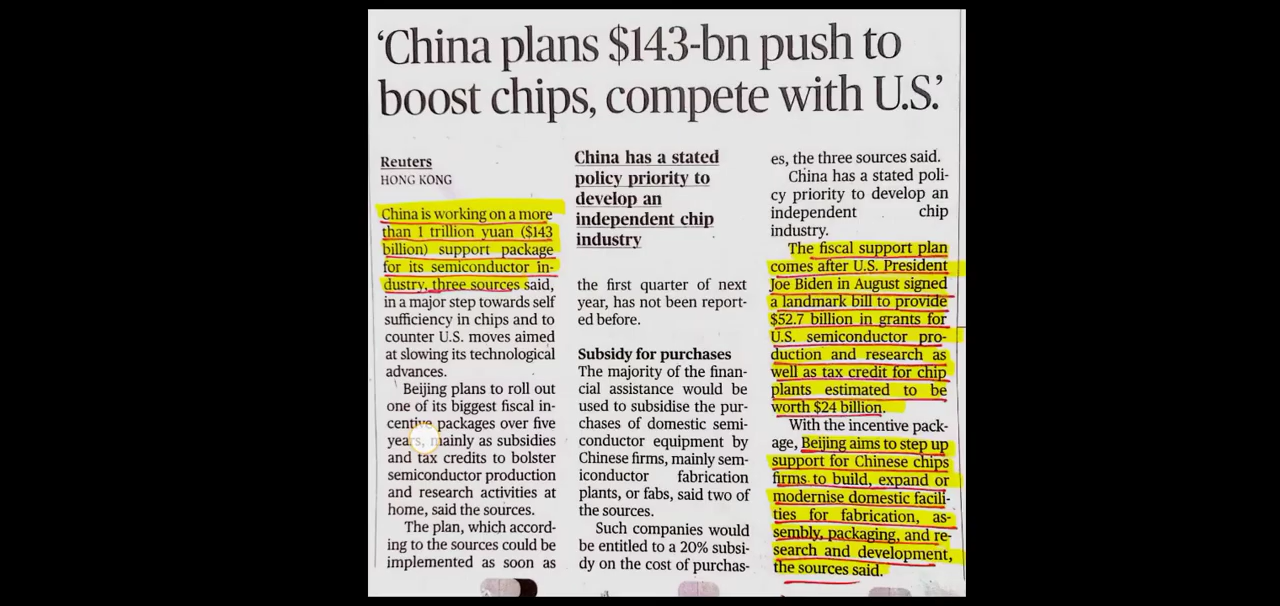 ‘China plans $143-bn push to
boost chips, compete with U.S.’
Reuters
HONG KONG
China is working on a more
than 1 trillion yuan ($143
billion) support package
for its semiconductor in-
dustry, three sources said,
in a major step towards self
sufficiency in chips and to
counter U.S. moves aimed
at slowing its technological
advances.
Beijing plans to roll out
one of its biggest fiscal in-
centive packages over five
years, mainly as subsidies
and tax credits to bolster
semiconductor production
and research activities at
home, said the sources.
The plan, which accord-
ing to the sources could be
implemented as soon as
China has a stated
policy priority to
develop an
independent chip
industry
the first quarter of next
year, has not been report-
ed before.
Subsidy for purchases
The majority of the finan-
cial assistance would be
used to subsidise the pur-
chases of domestic semi-
conductor equipment by
Chinese firms, mainly sem-
iconductor fabrication
plants, or fabs, said two of
the sources.
Such companies would
be entitled to a 20% subsi-
dy on the cost of purchas-
es, the three sources said.
China has a stated poli-
cy priority to develop an
independent chip
industry.
The fiscal support plan
comes after U.S. President
Joe Biden in August signed
a landmark bill to provide
$52.7 billion in grants for
U.S. semiconductor pro-
duction and research as
well as tax credit for chip
plants estimated to be
worth $24 billion.
With the incentive pack-
age, Beijing aims to step up
support for Chinese chips
firms to build, expand or
modernise domestic facili-
ties for fabrication, as-
sembly, packaging, and re-
search and development,
the sources said.